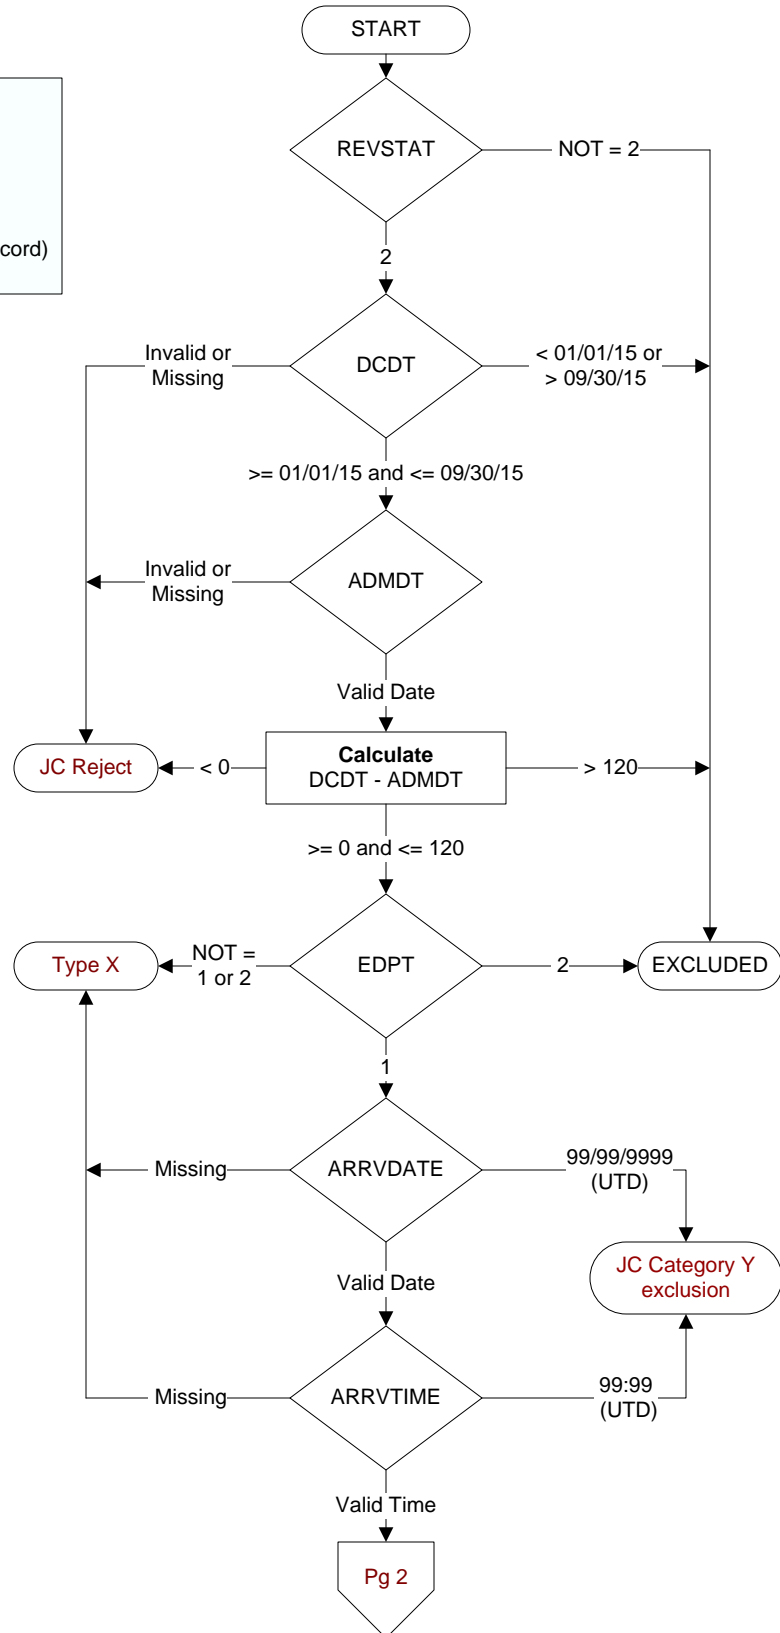 START
REVSTAT
NOT = 2
cord)
2
Invalid or
Missing
DCDT
< 01/01/15 or
> 09/30/15
>= 01/01/15 and <= 09/30/15
Invalid or
Missing
ADMDT
Valid Date
JC Reject
< 0
Calculate
DCDT - ADMDT
> 120
>= 0 and <= 120
Type X
NOT =
1 or 2
EDPT
2
EXCLUDED
1
Missing
ARRVDATE
99/99/9999
(UTD)
Valid Date
JC Category Y
exclusion
Missing
ARRVTIME
99:99
(UTD)
Valid Time
Pg 2